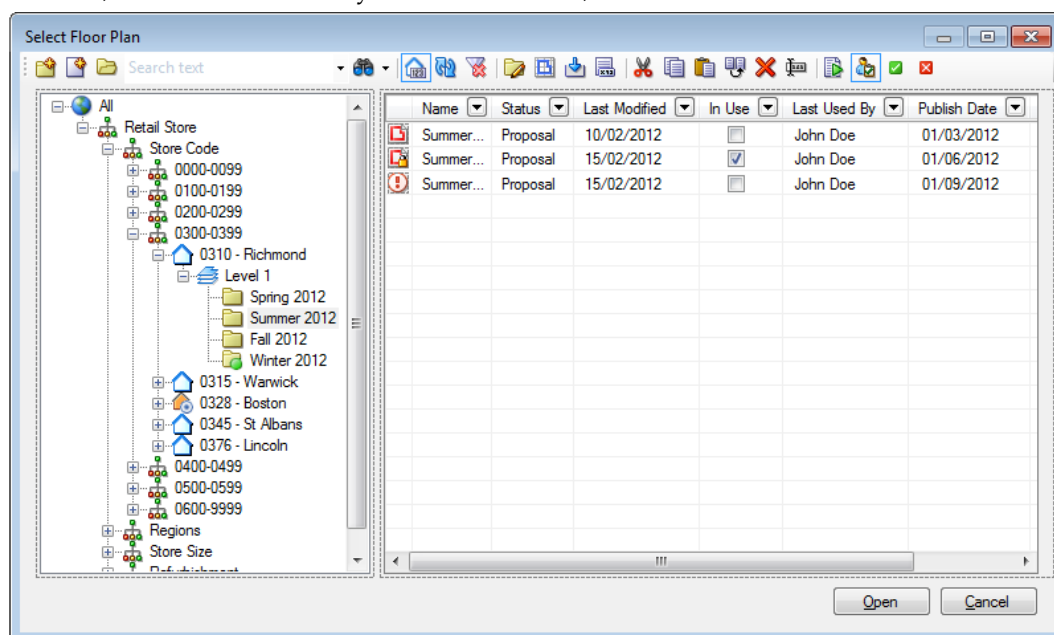 Select Floor Plan
Search text
All
Retail Store
Store Code
0000-0099
0100-0199
0200-0299
0300-0399
0310 - Richmond
Level 1
Spring 2012
Summer 2012
Fall 2012
Winter 2012
0315 - Warwick
0328 - Boston
0345 - St Albans
0376 - Lincoln
0400-0499
0500-0599
0600-9999
Regions
Store Size
Name Status Last Modified In Use Last Used By Publish Date
Summer... Proposal 10/02/2012 John Doe 01/03/2012
Summer... Proposal 15/02/2012 John Doe 01/06/2012
Summer... Proposal 15/02/2012 John Doe 01/09/2012
Open Cancel